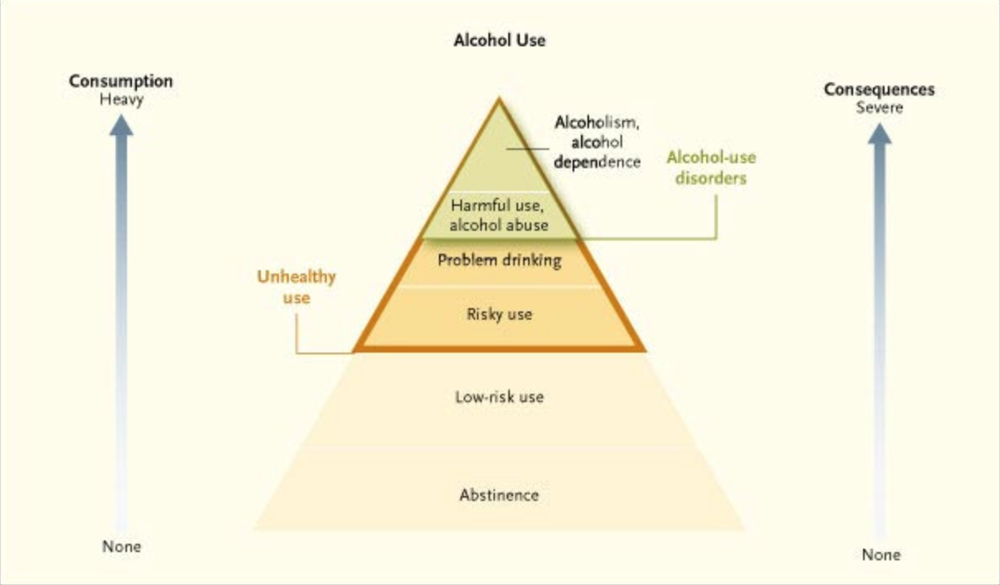 Alcohol Use
Consumption
Heavy
Consequences
Severe
Alcoholism,
alcohol
dependence
Alcohol-use
disorders
Harmful use,
alcohol abuse
Problem drinking
Unhealthy
use
Risky use
Low-risk use
Abstinence
None
None